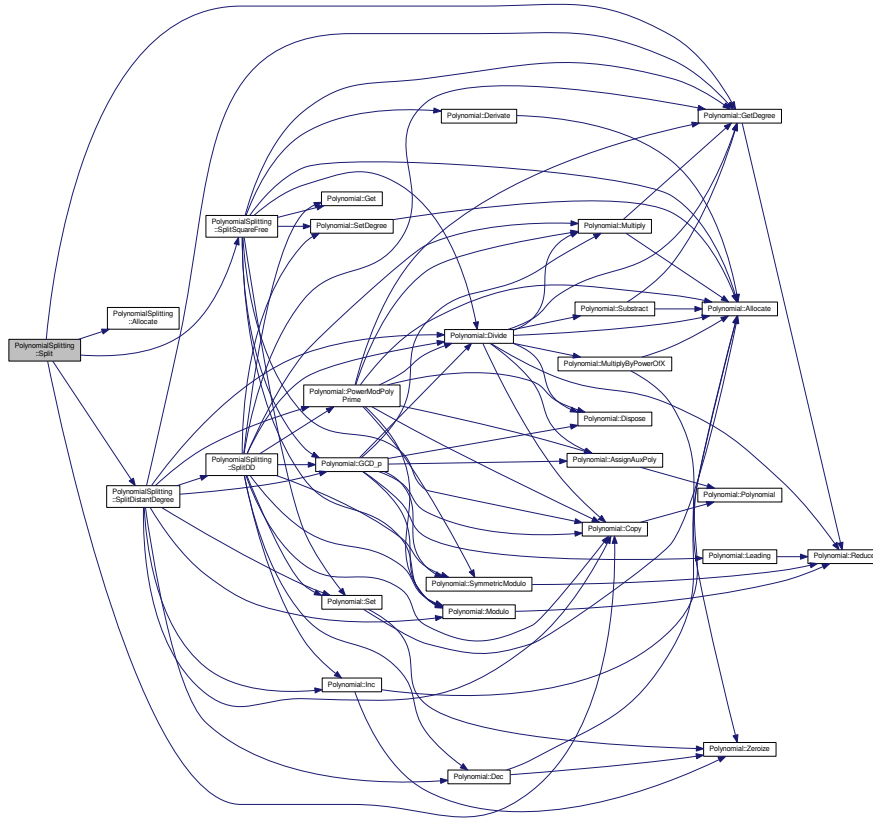 PolynomialSplitting
::Split
PolynomialSplitting
::Allocate
PolynomialSplitting
::SplitDistantDegree
PolynomialSplitting
::SplitSquareFree
PolynomialSplitting
::SplitDD
Polynomial::Get
Polynomial::SetDegree
Polynomial::PowerModPoly
Prime
Polynomial::GCD_p
Polynomial::Set
Polynomial::Inc
Polynomial::Derivate
Polynomial::Divide
Polynomial::SymmetricModulo
Polynomial::Modulo
Polynomial::Dec
Polynomial::Multiply
Polynomial::Substract
Polynomial::MultiplyByPowerOfX
Polynomial::Dispose
Polynomial::AssignAuxPoly
Polynomial::Copy
Polynomial::GetDegree
Polynomial::Allocate
Polynomial::Polynomial
Polynomial::Leading
Polynomial::Zeroize
Polynomial::Reduce